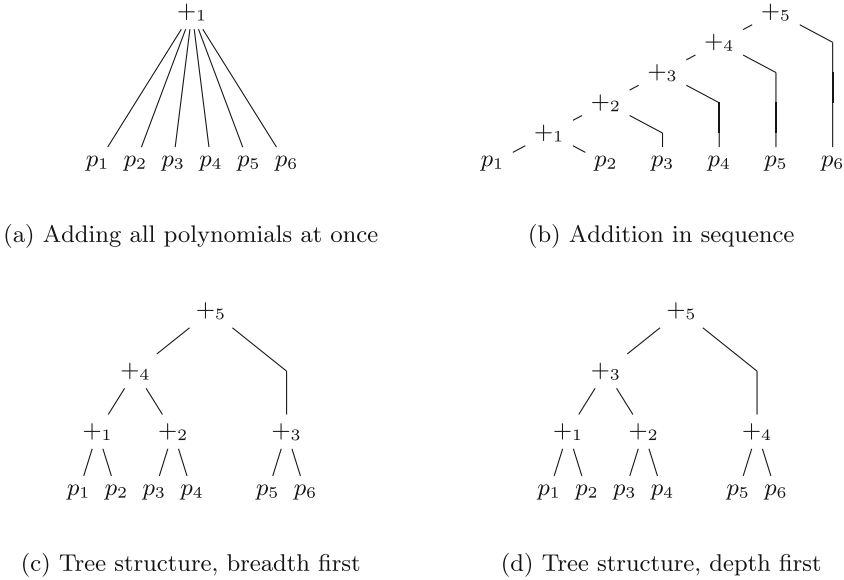 +₁
p₁ p₂ p₃ p₄ p₅ p₆
(a) Adding all polynomials at once
+₅
+₄
+₃
+₂
+₁
p₁ p₂ p₃ p₄ p₅ p₆
(b) Addition in sequence
+₅
+₄
+₁ +₂ +₃
p₁ p₂ p₃ p₄ p₅ p₆
(c) Tree structure, breadth first
+₅
+₃
+₁ +₂ +₄
p₁ p₂ p₃ p₄ p₅ p₆
(d) Tree structure, depth first